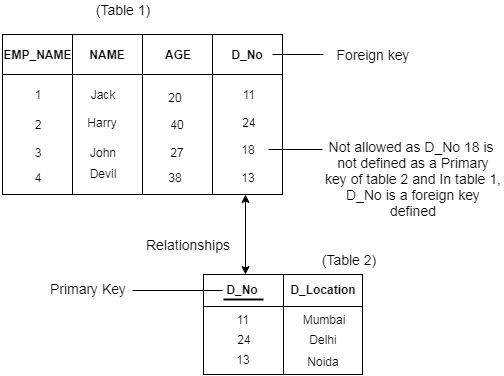 (Table 1)
EMP_NAME NAME AGE D_No Foreign key
1 Jack 20 11
2 Harry 40 24
3 John 27 18
4 Devil 38 13
Not allowed as D_No 18 is
not defined as a Primary
key of table 2 and In table 1,
D_No is a foreign key
defined
Relationships
(Table 2)
Primary Key D_No D_Location
11 Mumbai
24 Delhi
13 Noida